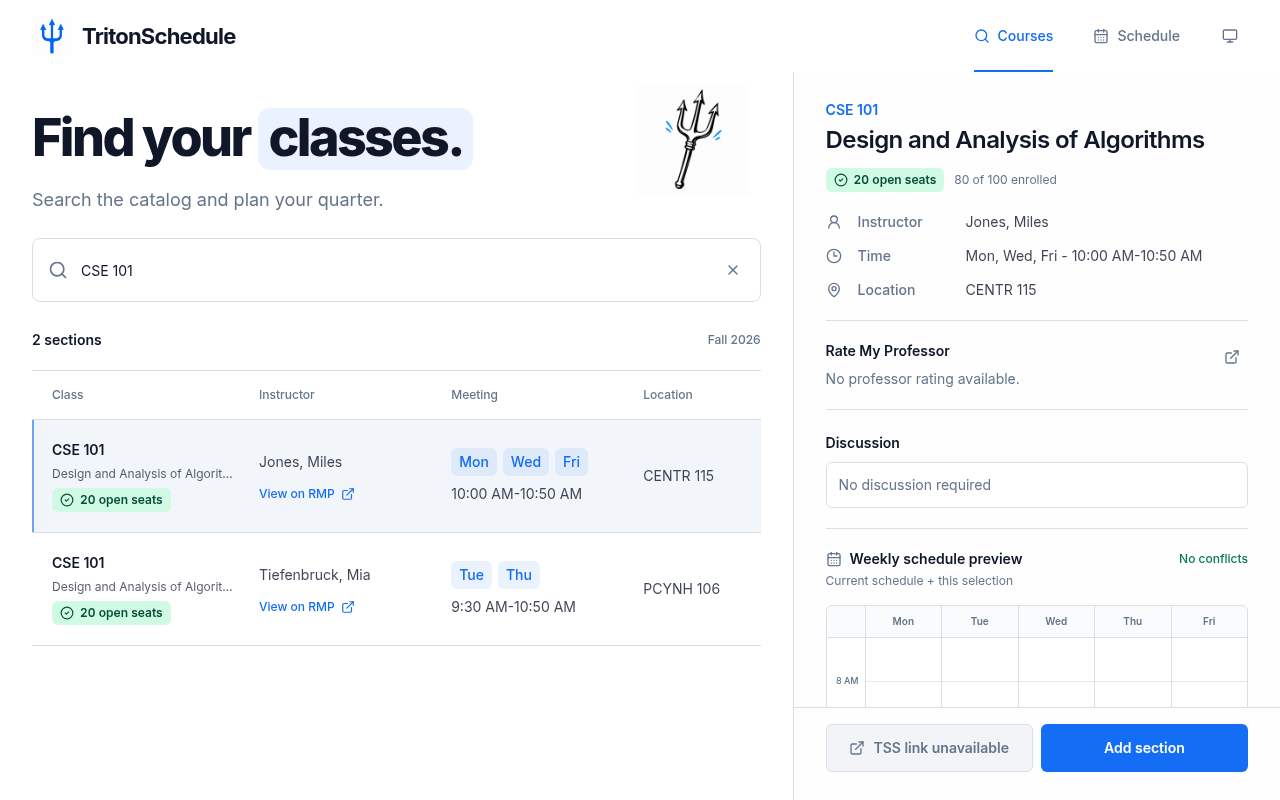 TritonSchedule
Courses
Schedule
Find your classes.
Search the catalog and plan your quarter.
CSE 101
2 sections
Fall 2026
Class Instructor Meeting Location
CSE 101
Design and Analysis of Algorit...
20 open seats
Jones, Miles
View on RMP
Mon Wed Fri
10:00 AM-10:50 AM
CENTR 115
CSE 101
Design and Analysis of Algorit...
20 open seats
Tiefenbruck, Mia
View on RMP
Tue Thu
9:30 AM-10:50 AM
PCYNH 106
CSE 101
Design and Analysis of Algorithms
20 open seats 80 of 100 enrolled
Instructor Jones, Miles
Time Mon, Wed, Fri - 10:00 AM-10:50 AM
Location CENTR 115
Rate My Professor
No professor rating available.
Discussion
No discussion required
Weekly schedule preview No conflicts
Current schedule + this selection
Mon Tue Wed Thu Fri
8 AM
TSS link unavailable
Add section